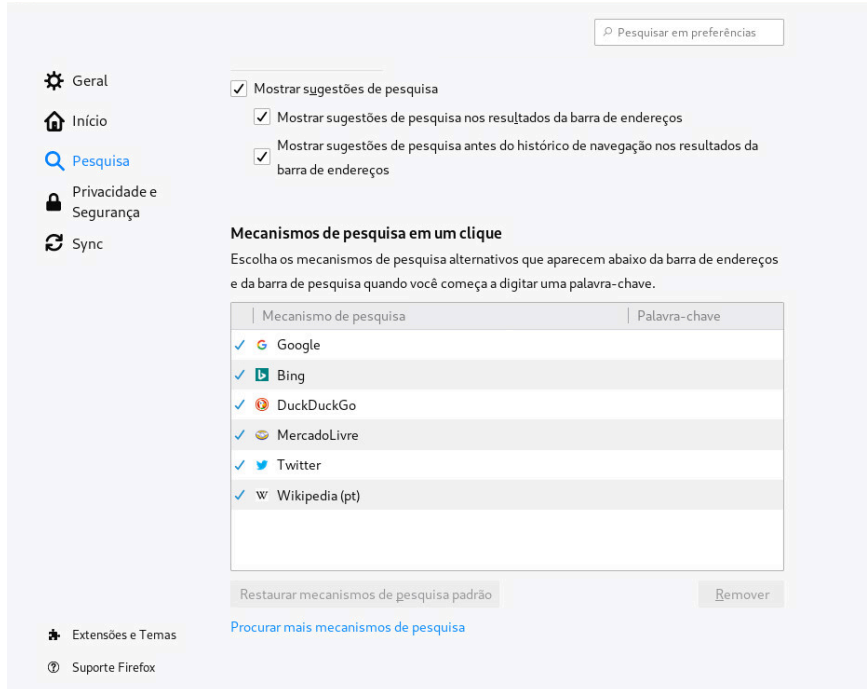 Pesquisar em preferências
Geral
Início
Pesquisa
Privacidade e
Segurança
Sync
Mostrar sugestões de pesquisa
Mostrar sugestões de pesquisa nos resultados da barra de endereços
Mostrar sugestões de pesquisa antes do histórico de navegação nos resultados da
barra de endereços
Mecanismos de pesquisa em um clique
Escolha os mecanismos de pesquisa alternativos que aparecem abaixo da barra de endereços
e da barra de pesquisa quando você começa a digitar uma palavra-chave.
Mecanismo de pesquisa Palavra-chave
Google
Bing
DuckDuckGo
MercadoLivre
Twitter
Wikipedia (pt)
Restaurar mecanismos de pesquisa padrão Remover
Procurar mais mecanismos de pesquisa
Extensões e Temas
Suporte Firefox